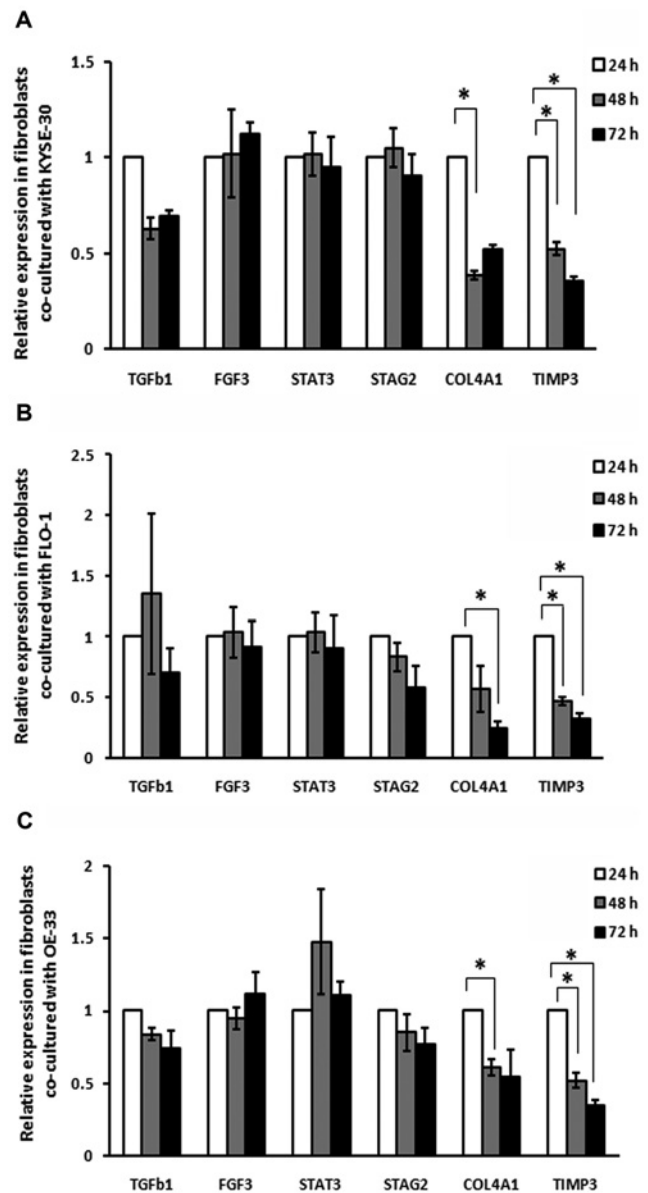 A
Relative expression in fibroblasts
co-cultured with KYSE-30
1.5
1
0.5
0
24 h
48 h
72 h
*
*
*
TGFb1 FGF3 STAT3 STAG2 COL4A1 TIMP3
B
Relative expression in fibroblasts
co-cultured with FLO-1
2.5
2
1.5
1
0.5
0
24 h
48 h
72 h
*
*
*
TGFb1 FGF3 STAT3 STAG2 COL4A1 TIMP3
C
Relative expression in fibroblasts
co-cultured with OE-33
2
1.5
1
0.5
0
24 h
48 h
72 h
*
*
*
TGFb1 FGF3 STAT3 STAG2 COL4A1 TIMP3